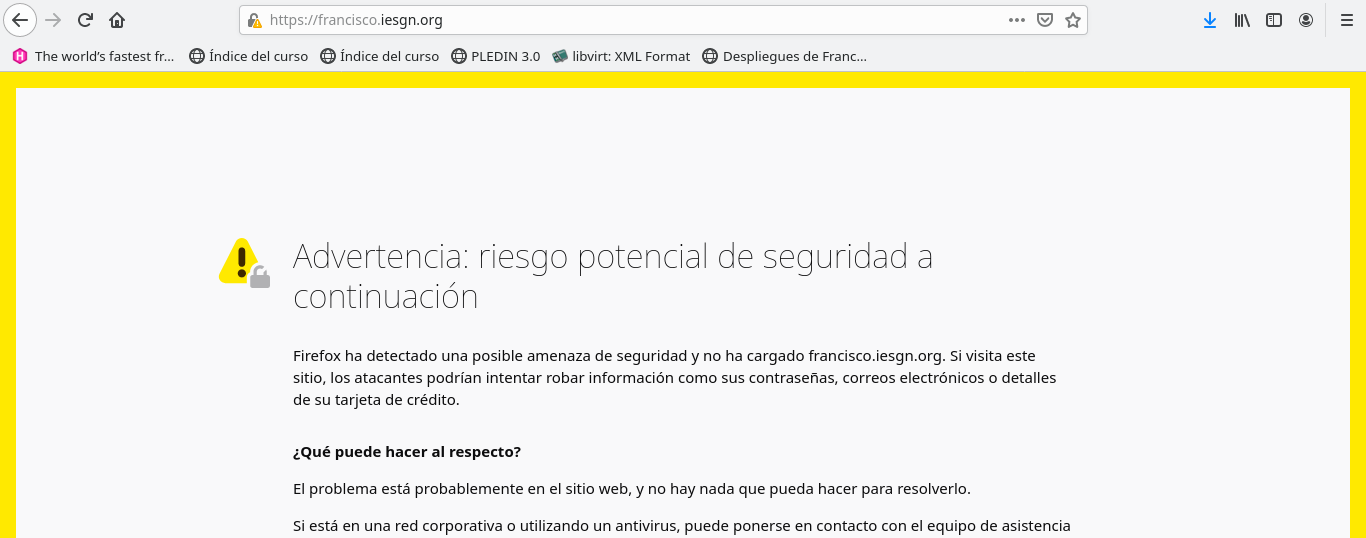 https://francisco.iesgn.org
The world's fastest fr... Índice del curso Índice del curso PLEDIN 3.0 libvirt: XML Format Despliegues de Franc...
Advertencia: riesgo potencial de seguridad a
continuación
Firefox ha detectado una posible amenaza de seguridad y no ha cargado francisco.iesgn.org. Si visita este
sitio, los atacantes podrían intentar robar información como sus contraseñas, correos electrónicos o detalles
de su tarjeta de crédito.
¿Qué puede hacer al respecto?
El problema está probablemente en el sitio web, y no hay nada que pueda hacer para resolverlo.
Si está en una red corporativa o utilizando un antivirus, puede ponerse en contacto con el equipo de asistencia